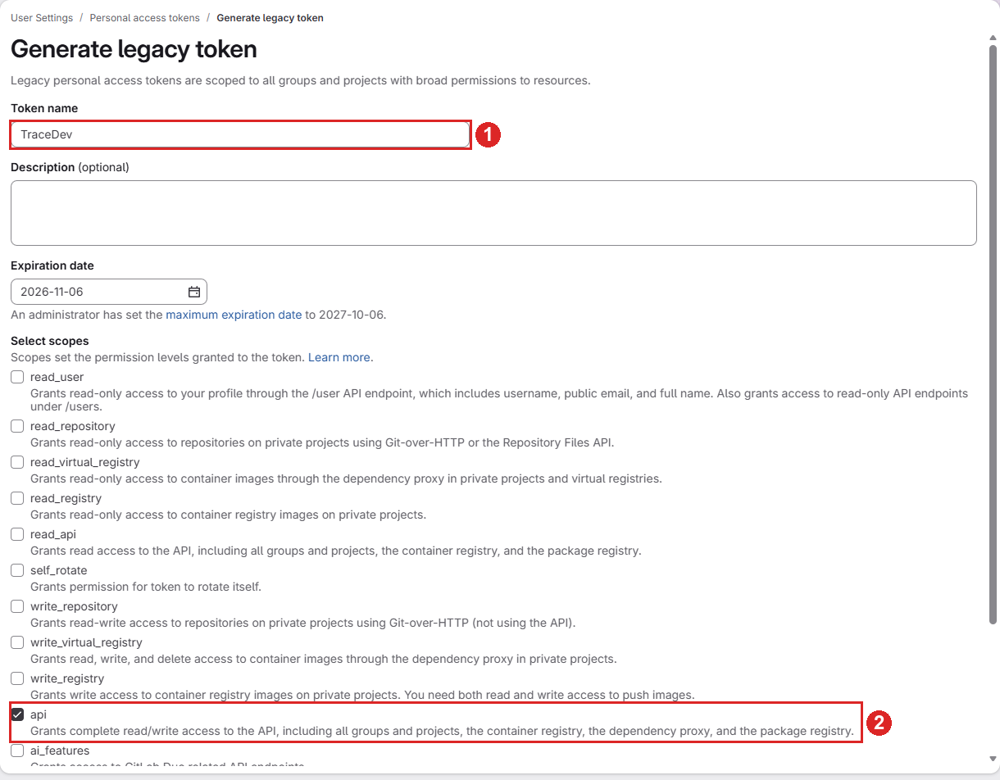 User Settings / Personal access tokens / Generate legacy token
Generate legacy token
Legacy personal access tokens are scoped to all groups and projects with broad permissions to resources.
Token name
TraceDev
1
Description (optional)
Expiration date
2026-11-06
An administrator has set the maximum expiration date to 2027-10-06.
Select scopes
Scopes set the permission levels granted to the token. Learn more.
read_user
Grants read-only access to your profile through the /user API endpoint, which includes username, public email, and full name. Also grants access to read-only API endpoints
under /users.
read_repository
Grants read-only access to repositories on private projects using Git-over-HTTP or the Repository Files API.
read_virtual_registry
Grants read-only access to container images through the dependency proxy in private projects and virtual registries.
read_registry
Grants read-only access to container registry images on private projects.
read_api
Grants read access to the API, including all groups and projects, the container registry, and the package registry.
self_rotate
Grants permission for token to rotate itself.
write_repository
Grants read-write access to repositories on private projects using Git-over-HTTP (not using the API).
write_virtual_registry
Grants read, write, and delete access to container images through the dependency proxy in private projects.
write_registry
Grants write access to container registry images on private projects. You need both read and write access to push images.
api
Grants complete read/write access to the API, including all groups and projects, the container registry, the dependency proxy, and the package registry.
2
ai_features
Grants access to GitLab Duo related API endpoints.